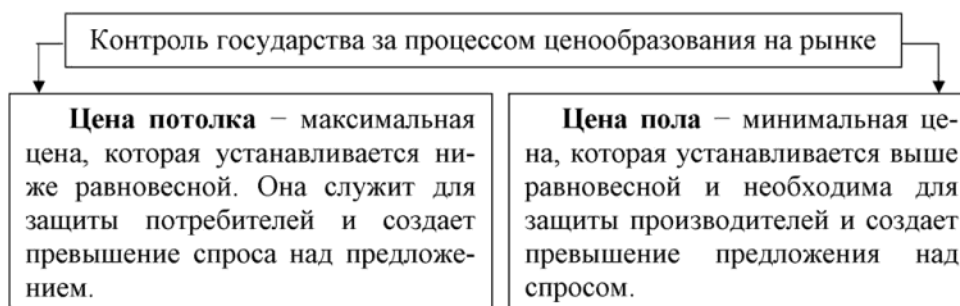 Контроль государства за процессом ценообразования на рынке
Цена потолка − максимальная
цена, которая устанавливается ни-
же равновесной. Она служит для
защиты потребителей и создает
превышение спроса над предложе-
нием.
Цена пола − минимальная це-
на, которая устанавливается выше
равновесной и необходима для
защиты производителей и создает
превышение предложения над
спросом.